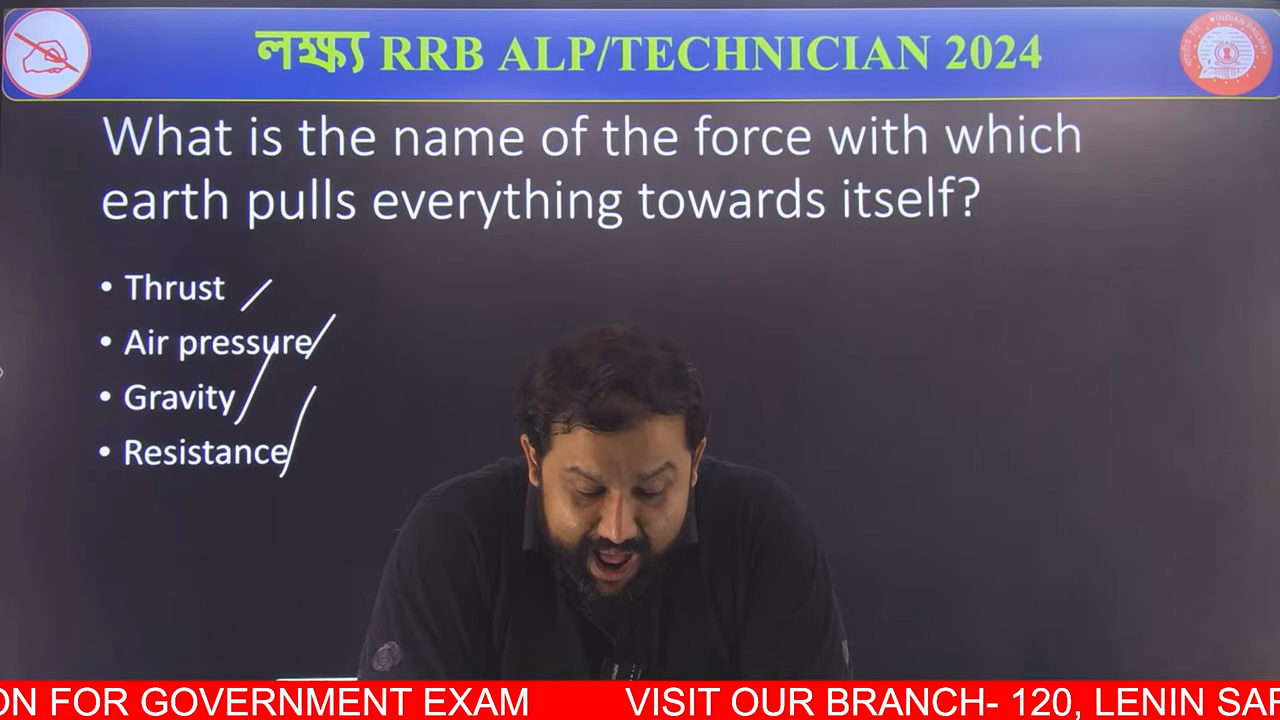 লক্ষ্য RRB ALP/TECHNICIAN 2024
What is the name of the force with which
earth pulls everything towards itself?
• Thrust
• Air pressure
• Gravity
• Resistance
ON FOR GOVERNMENT EXAM VISIT OUR BRANCH- 120, LENIN SAR